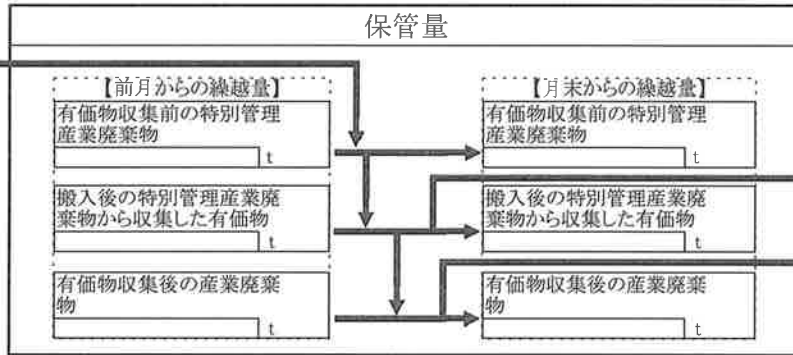 保管量
【前月からの繰越量】
有価物収集前の特別管理
産業廃棄物
t
搬入後の特別管理産業廃
棄物から収集した有価物
t
有価物収集後の産業廃棄
物
t
【月末からの繰越量】
有価物収集前の特別管理
産業廃棄物
t
搬入後の特別管理産業廃
棄物から収集した有価物
t
有価物収集後の産業廃棄
物
t